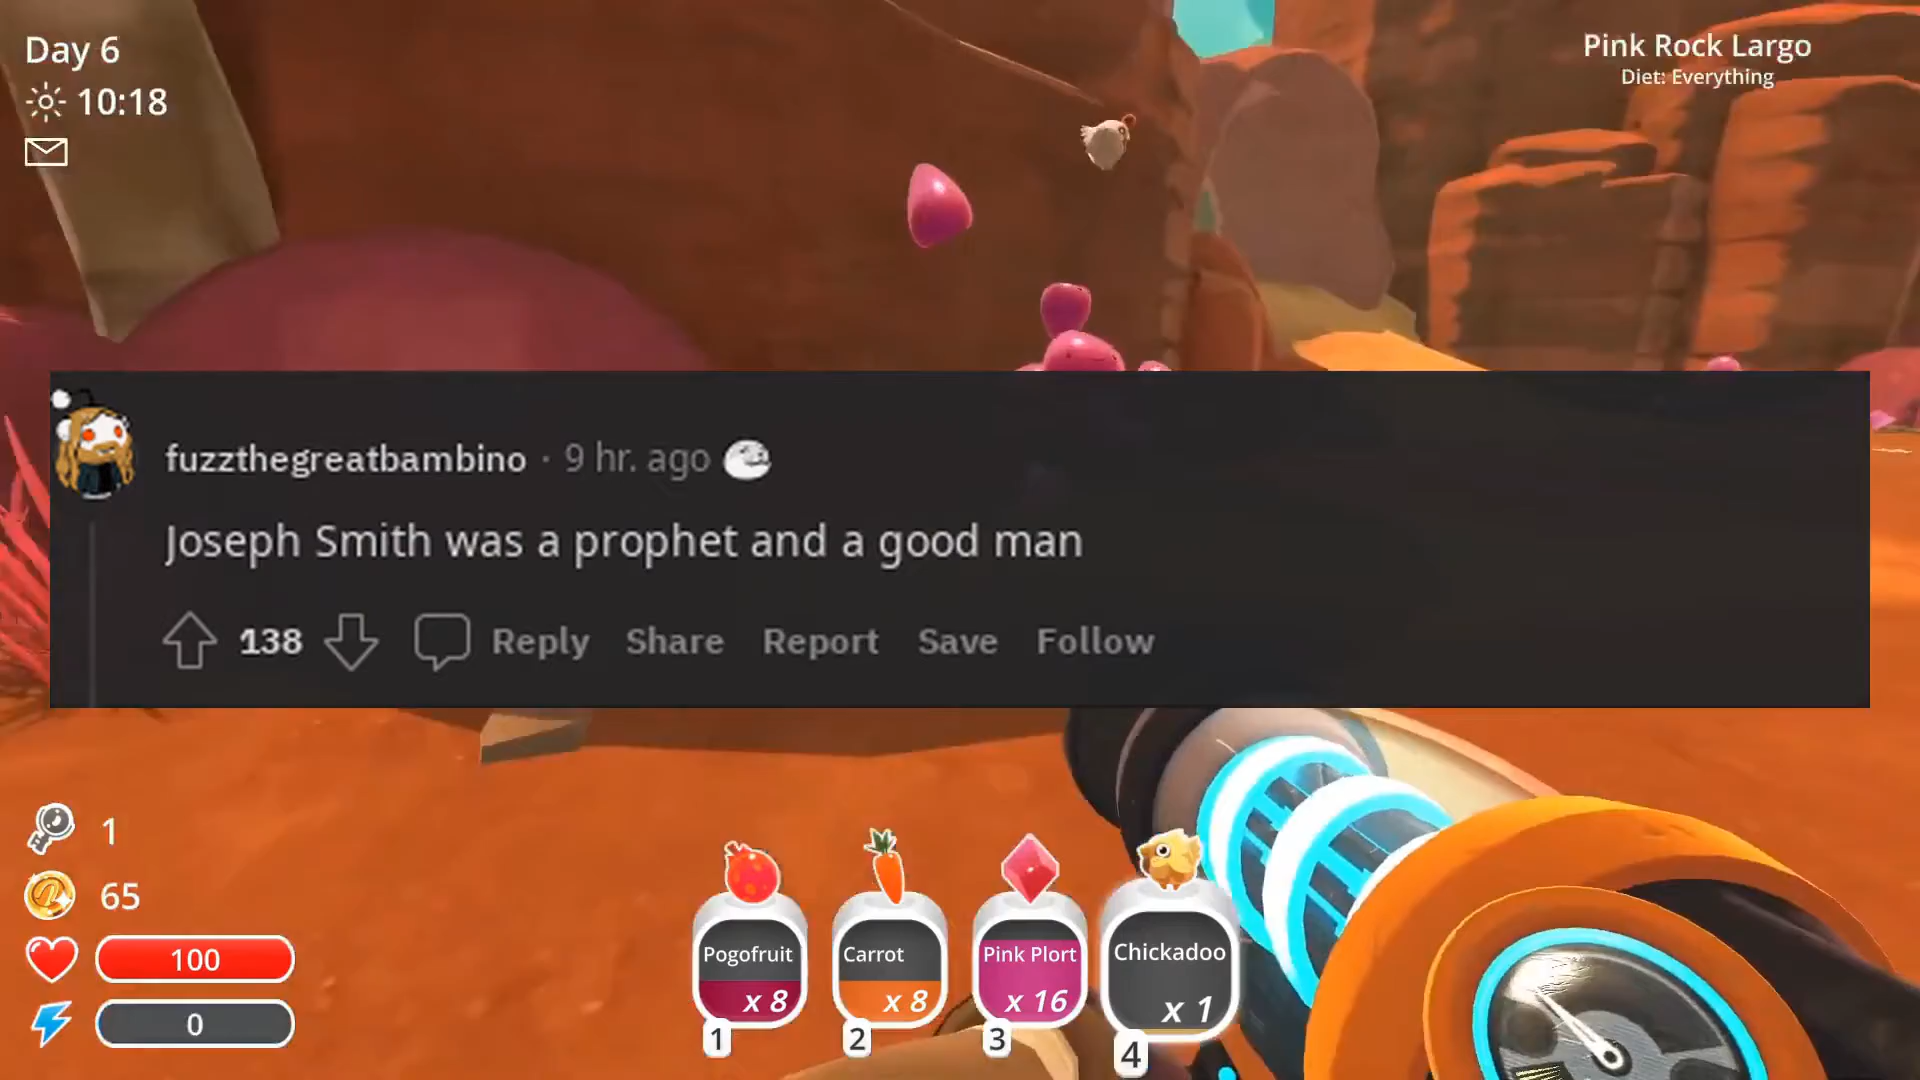 Day 6
10:18
Pink Rock Largo
Diet: Everything
fuzzthegreatbambino · 9 hr. ago
Joseph Smith was a prophet and a good man
138 Reply Share Report Save Follow
1
65
100
0
Pogofruit
x 8
1
Carrot
x 8
2
Pink Plort
x 16
3
Chickadoo
x 1
4